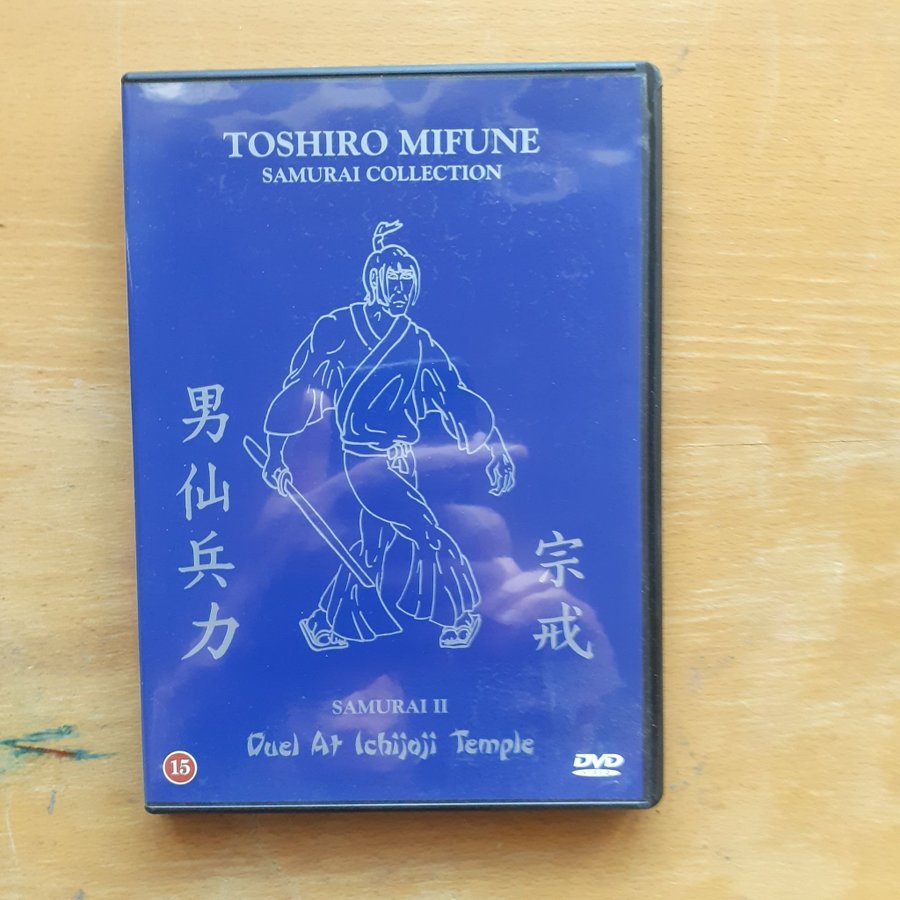 TOSHIRO MIFUNE
SAMURAI COLLECTION
男仙兵力
宗戒
SAMURAI II
Duel At Ichijoji Temple
15
DVD